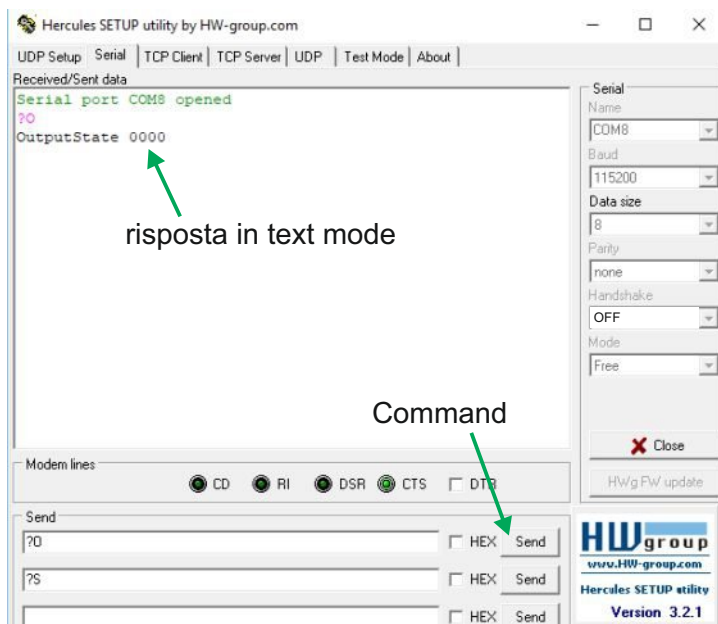 Hercules SETUP utility by HW-group.com
UDP Setup Serial TCP Client TCP Server UDP Test Mode About
Received/Sent data
Serial port COM8 opened
?O
OutputState 0000
risposta in text mode
Command
Serial
Name
COM8
Baud
115200
Data size
8
Parity
none
Handshake
OFF
Mode
Free
Close
HWg FW update
Modem lines
CD RI DSR CTS DTR
Send
?O HEX Send
?S HEX Send
HEX Send
HWgroup
www.HW-group.com
Hercules SETUP utility
Version 3.2.1